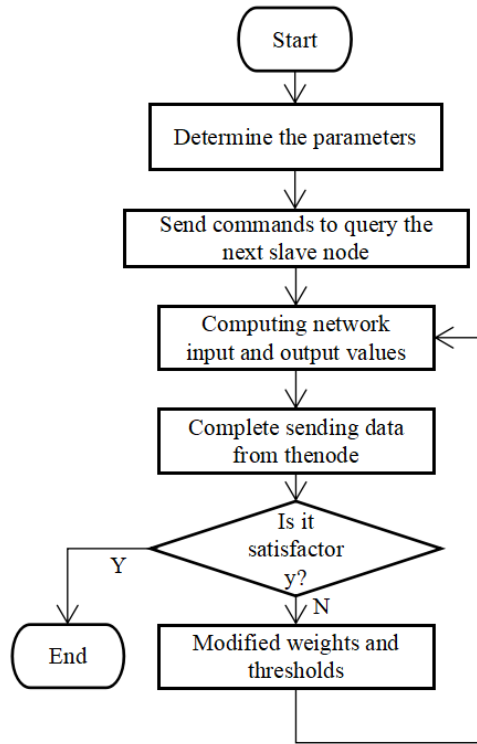 Start
Determine the parameters
Send commands to query the
next slave node
Computing network
input and output values
Complete sending data
from thenode
Is it
satisfactor
y?
Y
N
End
Modified weights and
thresholds